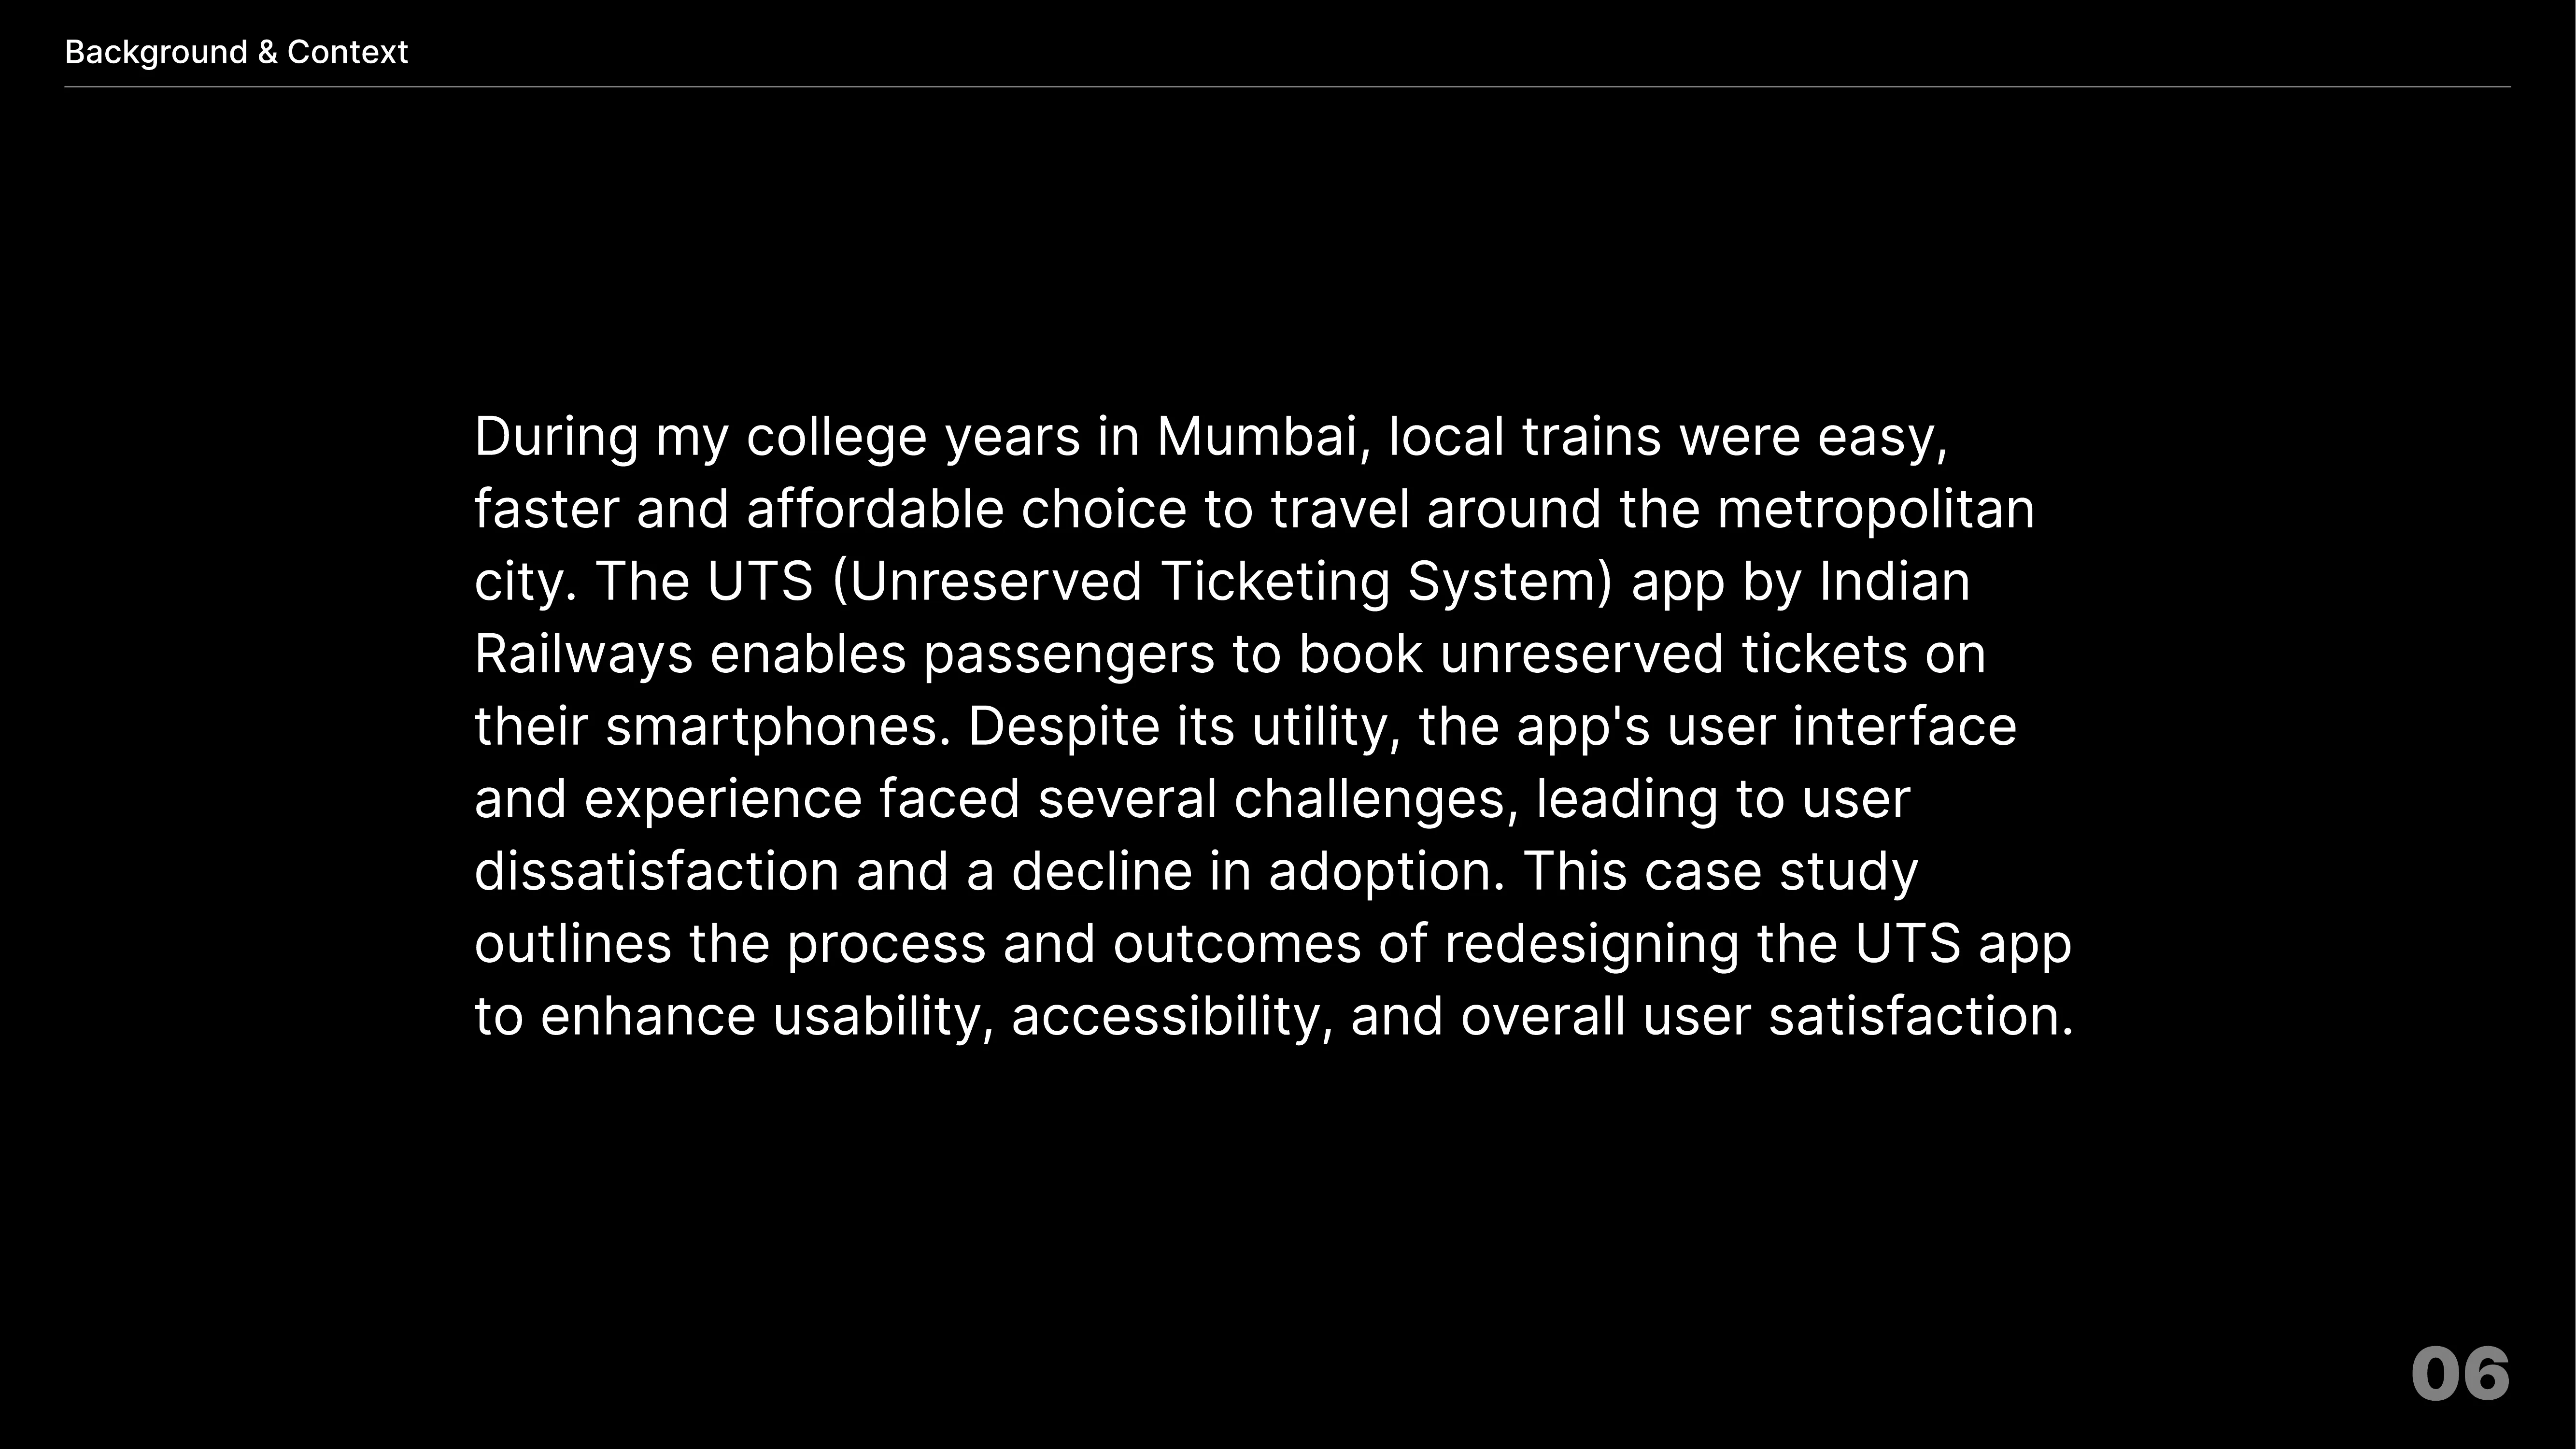 Background & Context
During my college years in Mumbai, local trains were easy,
faster and affordable choice to travel around the metropolitan
city. The UTS (Unreserved Ticketing System) app by Indian
Railways enables passengers to book unreserved tickets on
their smartphones. Despite its utility, the app's user interface
and experience faced several challenges, leading to user
dissatisfaction and a decline in adoption. This case study
outlines the process and outcomes of redesigning the UTS app
to enhance usability, accessibility, and overall user satisfaction.
06